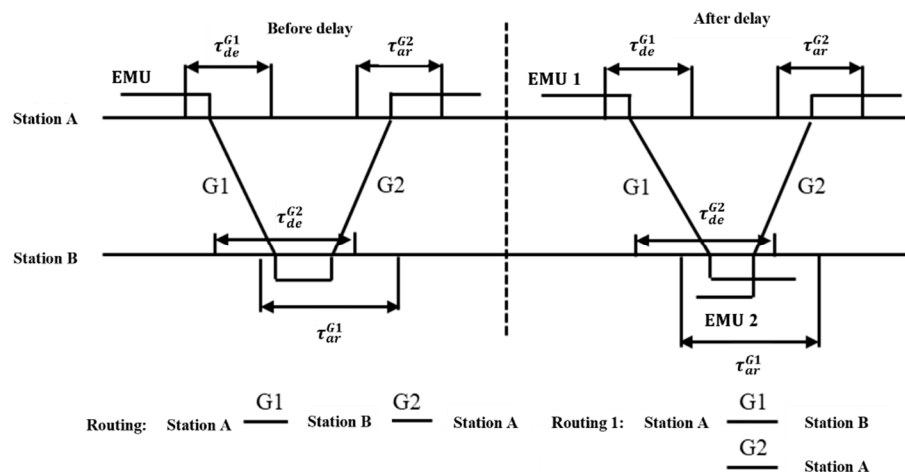 Before delay
After delay
τ_de^G1 τ_ar^G2 τ_de^G1 τ_ar^G2
EMU EMU 1
Station A
G1 G2 G1 G2
τ_de^G2 τ_de^G2
Station B
EMU 2
τ_ar^G1 τ_ar^G1
Routing: Station A G1 Station B G2 Station A Routing 1: Station A G1 Station B
G2 Station A